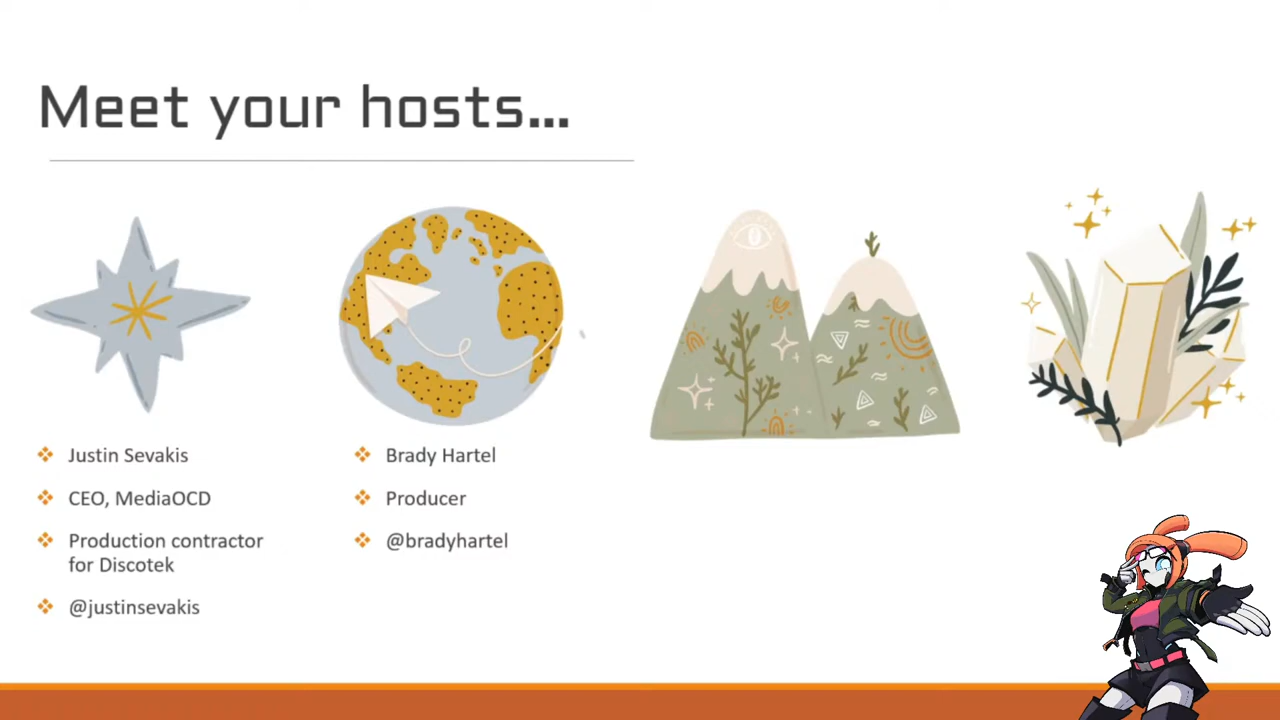 Meet your hosts...
Justin Sevakis
CEO, MediaOCD
Production contractor
for Discotek
@justinsevakis
Brady Hartel
Producer
@bradyhartel